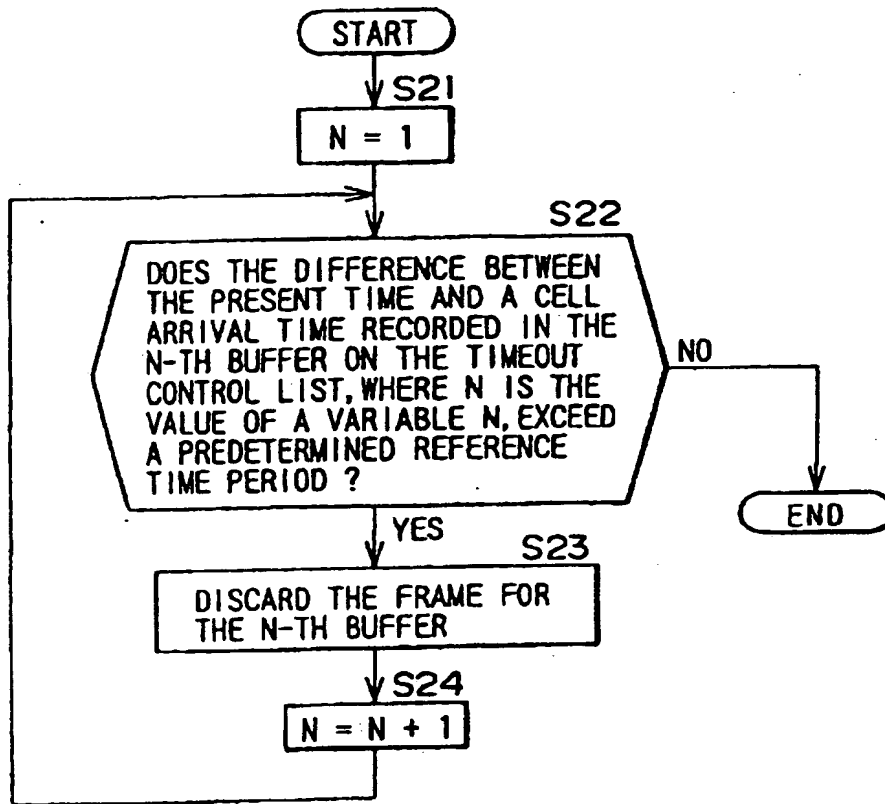 START
S21
N = 1
S22
DOES THE DIFFERENCE BETWEEN
THE PRESENT TIME AND A CELL
ARRIVAL TIME RECORDED IN THE
N-TH BUFFER ON THE TIMEOUT
CONTROL LIST, WHERE N IS THE
VALUE OF A VARIABLE N, EXCEED
A PREDETERMINED REFERENCE
TIME PERIOD ?
NO
END
YES
S23
DISCARD THE FRAME FOR
THE N-TH BUFFER
S24
N = N + 1